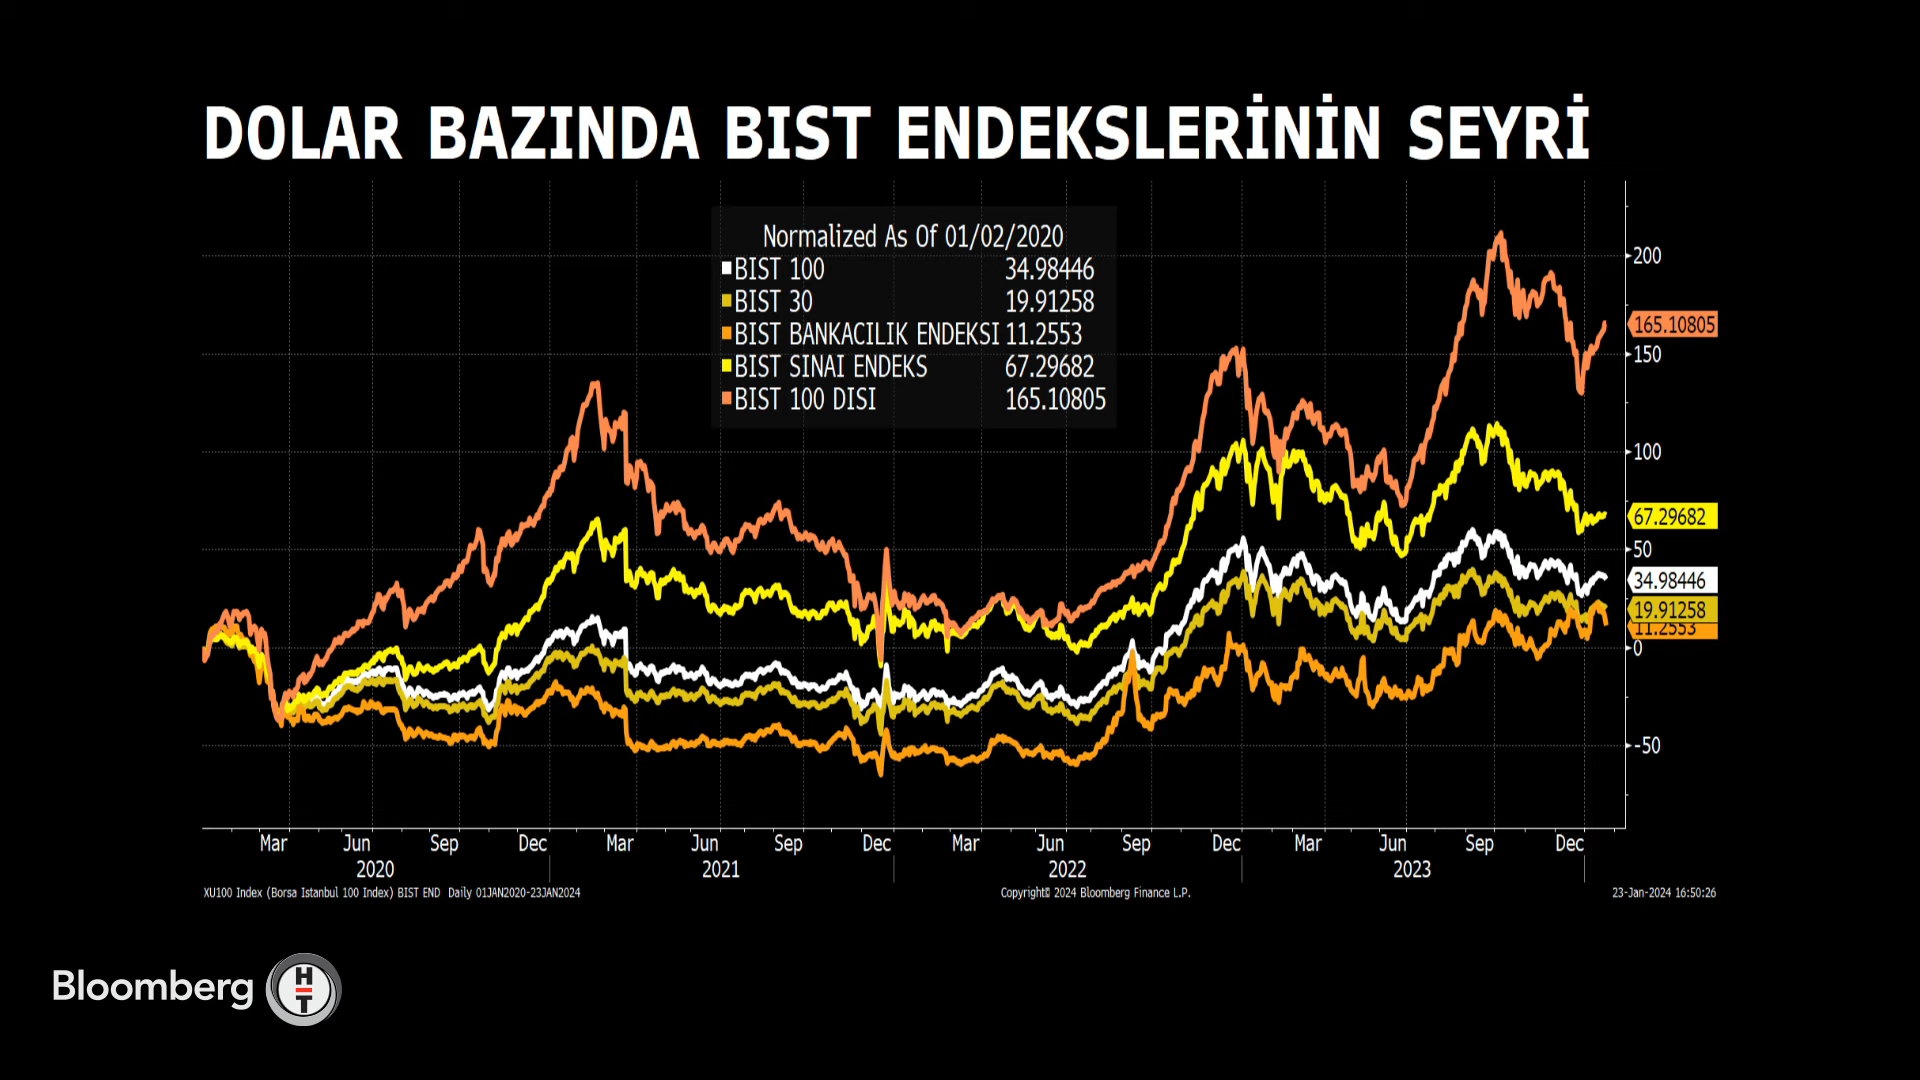 DOLAR BAZINDA BIST ENDEKSLERİNİN SEYRİ
Normalized As Of 01/02/2020
BIST 100 34.98446
BIST 30 19.91258
BIST BANKACILIK ENDEKSI 11.2553
BIST SINAI ENDEKS 67.29682
BIST 100 DISI 165.10805
200
165.10805
150
100
67.29682
50
34.98446
19.91258
11.2553
0
-50
Mar Jun Sep Dec Mar Jun Sep Dec Mar Jun Sep Dec Mar Jun Sep Dec
2020 2021 2022 2023
XU100 Index (Borsa Istanbul 100 Index) BIST END Daily 01JAN2020-23JAN2024 Copyright© 2024 Bloomberg Finance L.P. 23-Jan-2024 16:50:26
Bloomberg HT